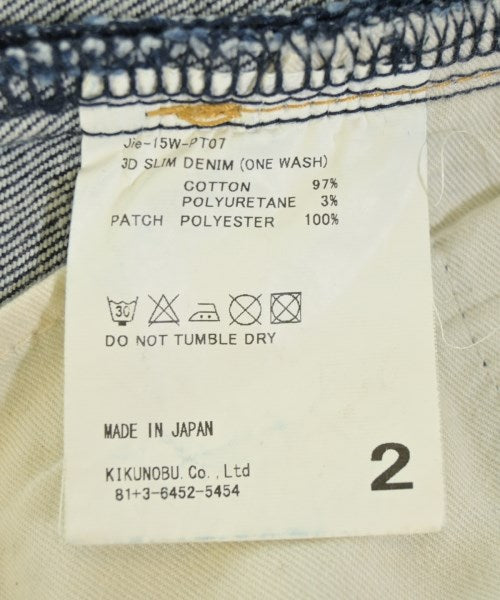 Jie-15W-PT07
3D SLIM DENIM (ONE WASH)
COTTON 97%
POLYURETANE 3%
PATCH POLYESTER 100%
30
DO NOT TUMBLE DRY
MADE IN JAPAN
KIKUNOBU. Co., Ltd
81+3-6452-5454
2